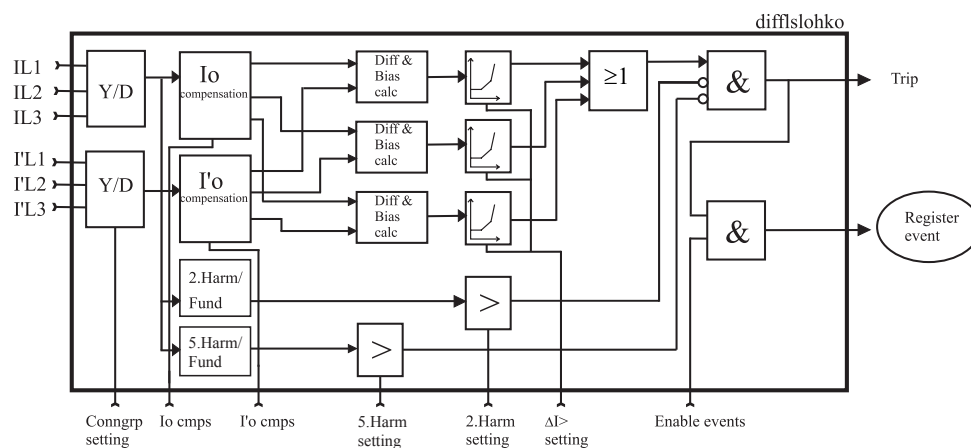 difflslohko
IL1
IL2
IL3
I'L1
I'L2
I'L3
Y/D
Y/D
Io
compensation
I'o
compensation
Diff &
Bias
calc
Diff &
Bias
calc
Diff &
Bias
calc
≥1
&
Trip
&
Register
event
2.Harm/
Fund
5.Harm/
Fund
>
>
Conngrp
setting
Io cmps
I'o cmps
5.Harm
setting
2.Harm
setting
ΔI>
setting
Enable events